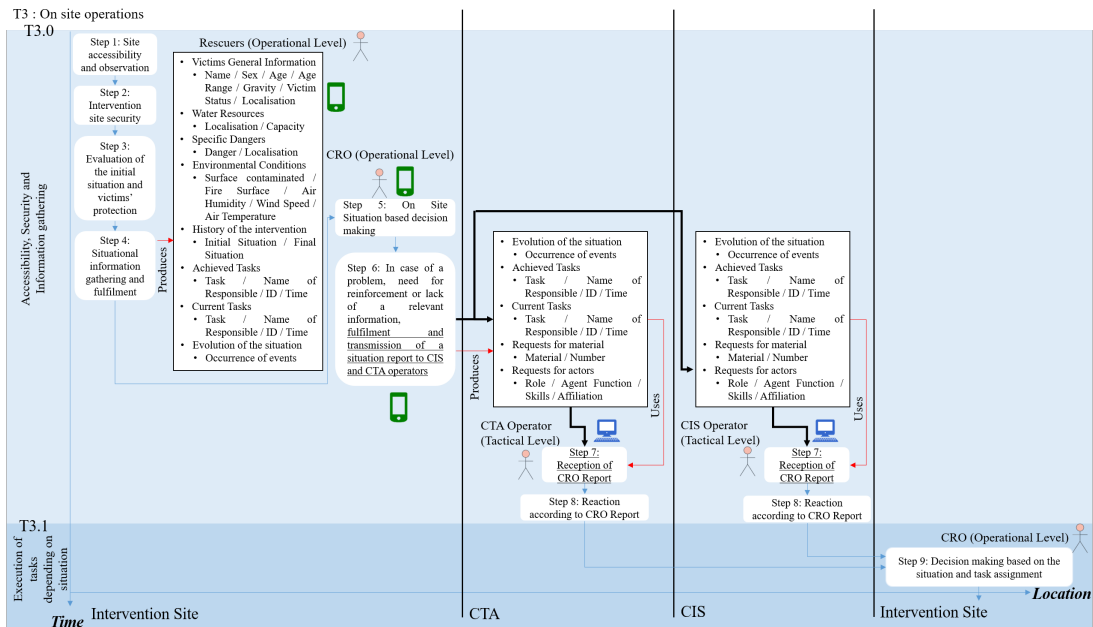 T3 : On site operations
T3.0
Accessibility, Security and
Information gathering
Step 1: Site
accessibility
and observation
Step 2:
Intervention
site security
Step 3:
Evaluation of
the initial
situation and
victims'
protection
Step 4:
Situational
information
gathering and
fulfilment
Produces
Rescuers (Operational Level)
• Victims General Information
• Name / Sex / Age / Age
Range / Gravity / Victim
Status / Localisation
• Water Resources
• Localisation / Capacity
• Specific Dangers
• Danger / Localisation
• Environmental Conditions
• Surface contaminated /
Fire Surface / Air
Humidity / Wind Speed /
Air Temperature
• History of the intervention
• Initial Situation / Final
Situation
• Achieved Tasks
• Task / Name of
Responsible / ID / Time
• Current Tasks
• Task / Name of
Responsible / ID / Time
• Evolution of the situation
• Occurrence of events
CRO (Operational Level)
Step 5: On Site
Situation based decision
making
Step 6: In case of a
problem, need for
reinforcement or lack
of a relevant
information,
fulfilment and
transmission of a
situation report to CIS
and CTA operators
Produces
• Evolution of the situation
• Occurrence of events
• Achieved Tasks
• Task / Name of
Responsible / ID / Time
• Current Tasks
• Task / Name of
Responsible / ID / Time
• Requests for material
• Material / Number
• Requests for actors
• Role / Agent Function /
Skills / Affiliation
Uses
CTA Operator
(Tactical Level)
Step 7:
Reception of
CRO Report
Step 8: Reaction
according to CRO Report
• Evolution of the situation
• Occurrence of events
• Achieved Tasks
• Task / Name of
Responsible / ID / Time
• Current Tasks
• Task / Name of
Responsible / ID / Time
• Requests for material
• Material / Number
• Requests for actors
• Role / Agent Function /
Skills / Affiliation
Uses
CIS Operator
(Tactical Level)
Step 7:
Reception of
CRO Report
Step 8: Reaction
according to CRO Report
T3.1
Execution of
tasks
depending on
situation
CRO (Operational Level)
Step 9: Decision making based on the
situation and task assignment
Location
Time
Intervention Site
CTA
CIS
Intervention Site